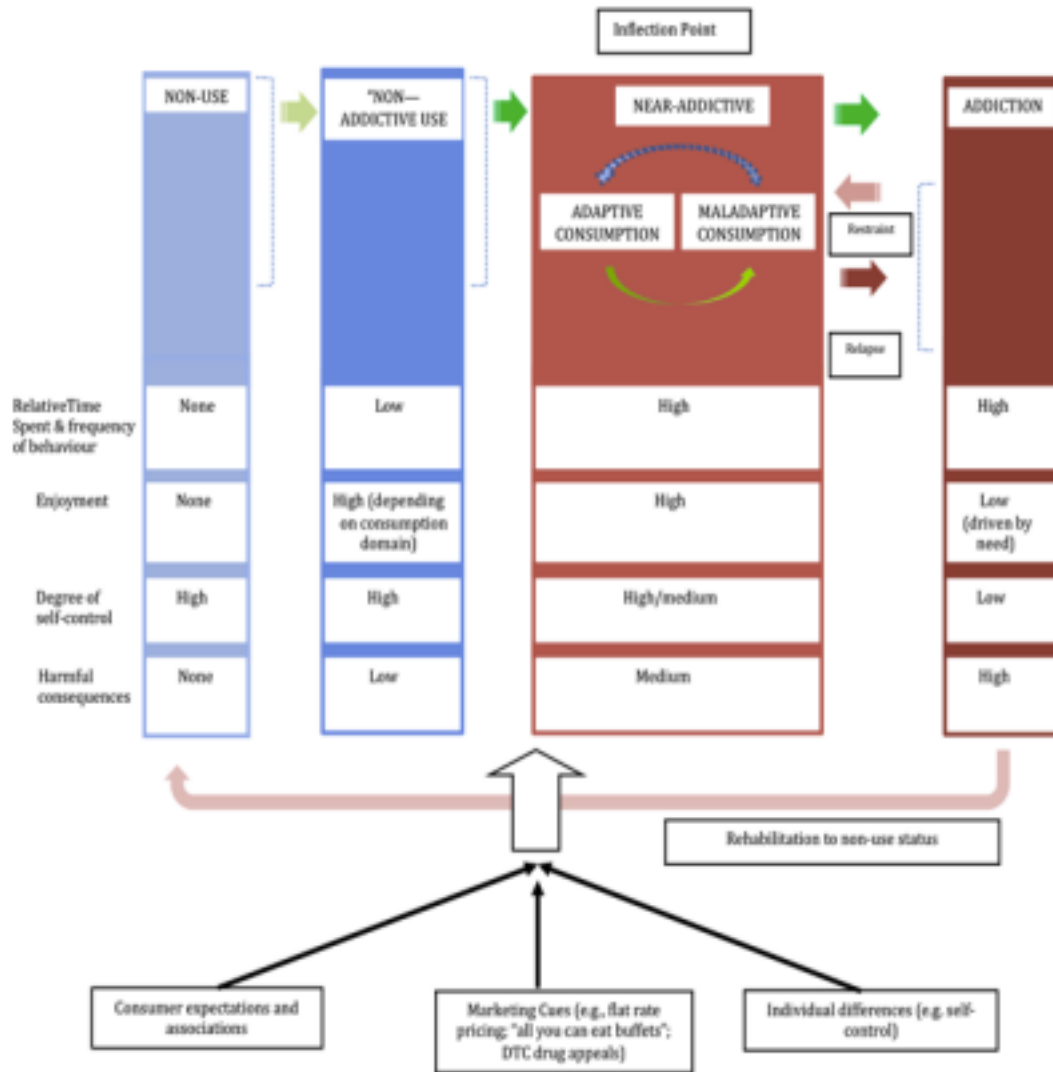 Inflection Point
NON-USE
"NON—
ADDICTIVE USE
NEAR-ADDICTIVE
ADDICTION
ADAPTIVE
CONSUMPTION
MALADAPTIVE
CONSUMPTION
Restraint
Relapse
RelativeTime
Spent & frequency
of behaviour
None
Low
High
High
Enjoyment
None
High (depending
on consumption
domain)
High
Low
(driven by
need)
Degree of
self-control
High
High
High/medium
Low
Harmful
consequences
None
Low
Medium
High
Rehabilitation to non-use status
Consumer expectations and
associations
Marketing Cues (e.g., flat rate
pricing; "all you can eat buffets";
DTC drug appeals)
Individual differences (e.g. self-
control)